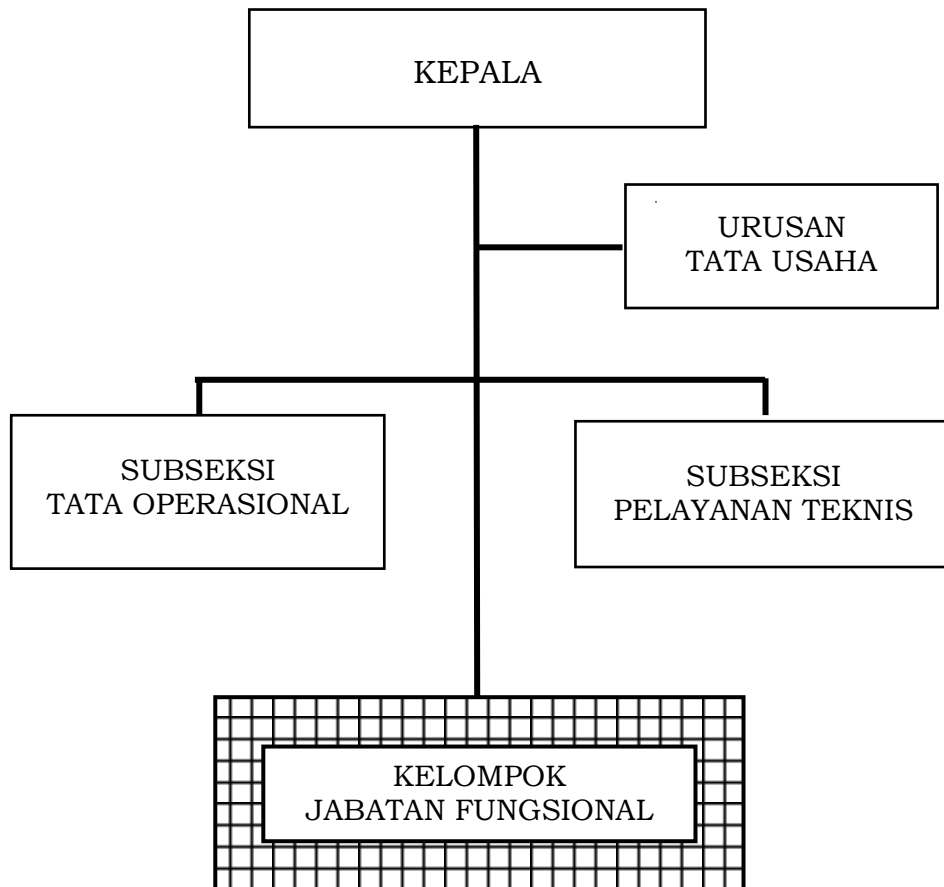 KEPALA
URUSAN
TATA USAHA
SUBSEKSI
TATA OPERASIONAL
SUBSEKSI
PELAYANAN TEKNIS
KELOMPOK
JABATAN FUNGSIONAL